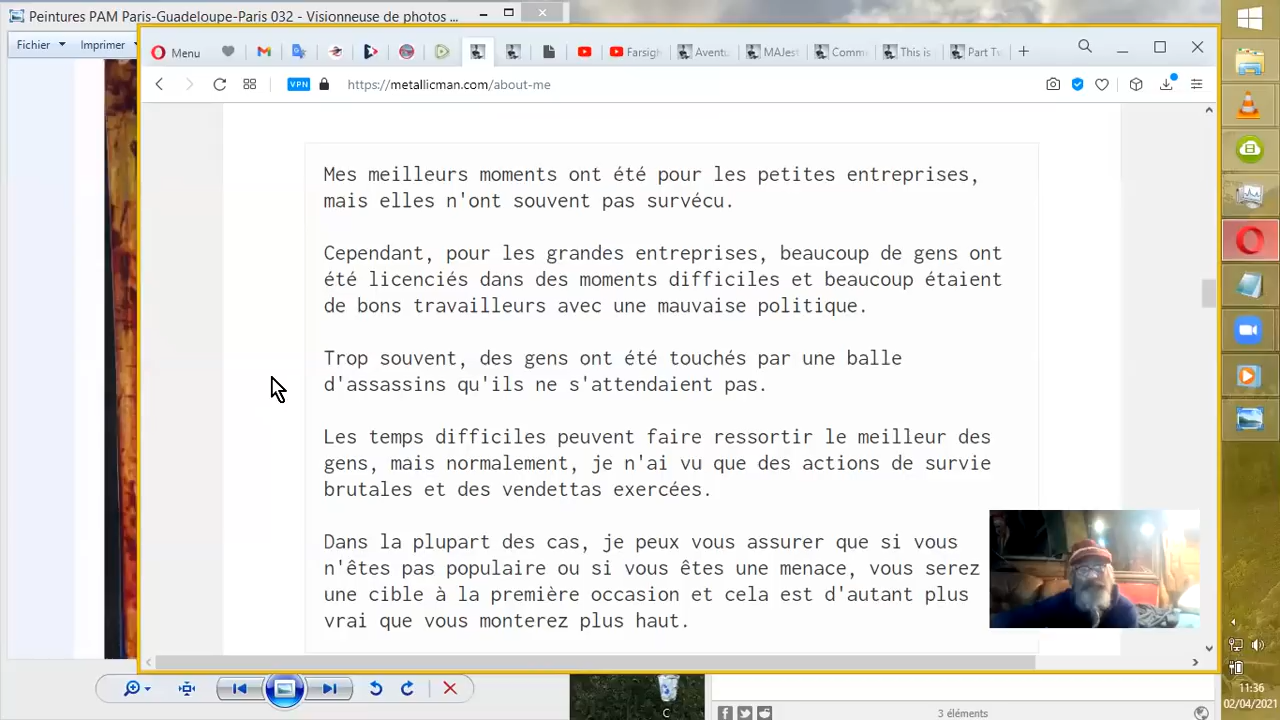 Peintures PAM Paris-Guadeloupe-Paris 032 - Visionneuse de photos ...
Fichier
Imprimer
Menu
Farsigh
Aventu
MAJest
Comm
This is
Part Tv
VPN
https://metallicman.com/about-me
Mes meilleurs moments ont été pour les petites entreprises,
mais elles n'ont souvent pas survécu.
Cependant, pour les grandes entreprises, beaucoup de gens ont
été licenciés dans des moments difficiles et beaucoup étaient
de bons travailleurs avec une mauvaise politique.
Trop souvent, des gens ont été touchés par une balle
d'assassins qu'ils ne s'attendaient pas.
Les temps difficiles peuvent faire ressortir le meilleur des
gens, mais normalement, je n'ai vu que des actions de survie
brutales et des vendettas exercées.
Dans la plupart des cas, je peux vous assurer que si vous
n'êtes pas populaire ou si vous êtes une menace, vous serez
une cible à la première occasion et cela est d'autant plus
vrai que vous monterez plus haut.
C
3 éléments
11:36
02/04/2021